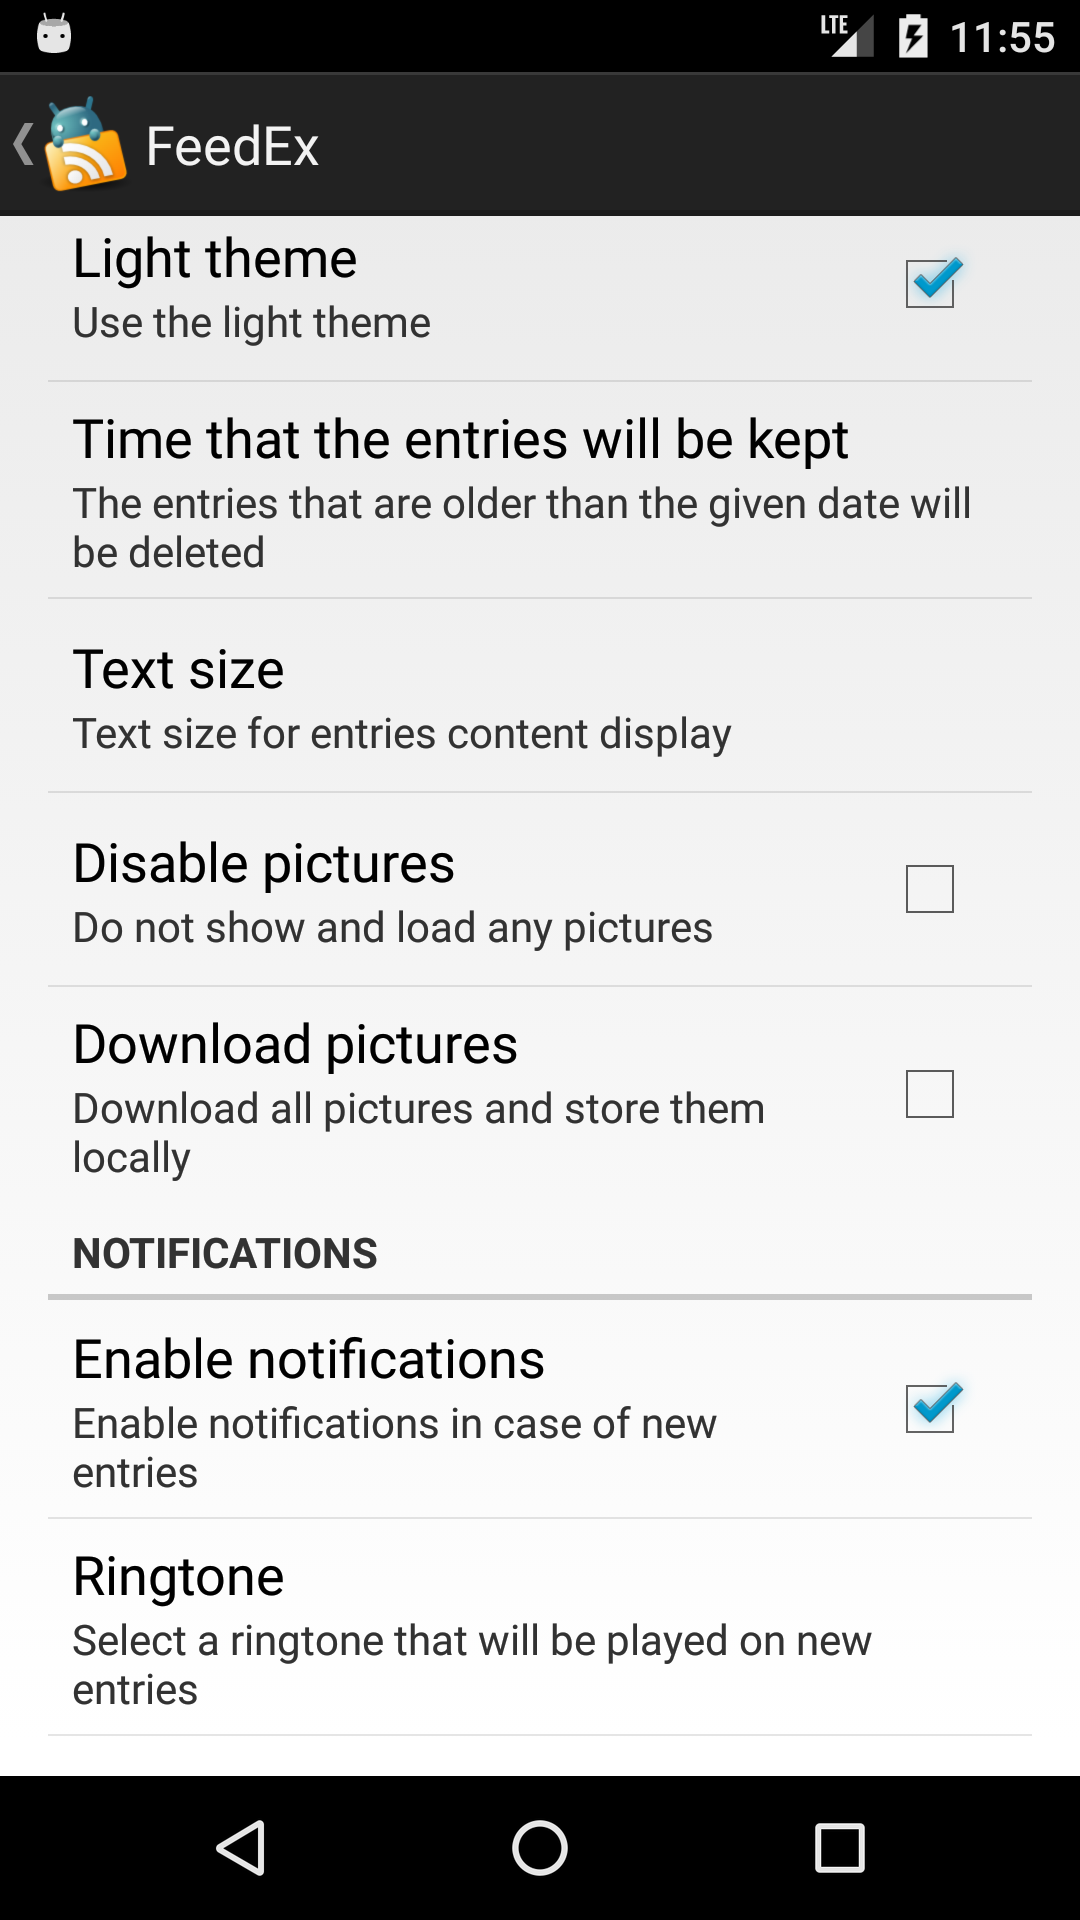 LTE 11:55
FeedEx
Light theme
Use the light theme
Time that the entries will be kept
The entries that are older than the given date will
be deleted
Text size
Text size for entries content display
Disable pictures
Do not show and load any pictures
Download pictures
Download all pictures and store them
locally
NOTIFICATIONS
Enable notifications
Enable notifications in case of new
entries
Ringtone
Select a ringtone that will be played on new
entries